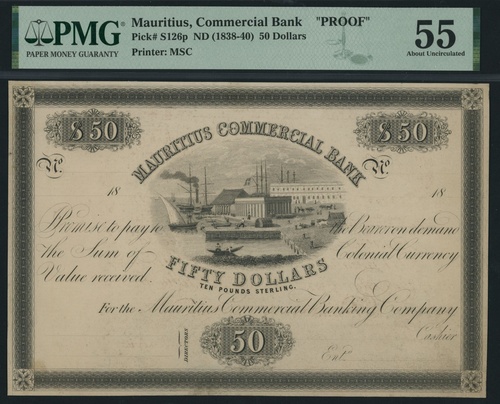 PMG
PAPER MONEY GUARANTY
Mauritius, Commercial Bank "PROOF"
Pick# S126p ND (1838-40) 50 Dollars
Printer: MSC
55
About Uncirculated
$ 50
$ 50
MAURITIUS COMMERCIAL BANK
No.
No.
18
18
Promise to pay to the Bearer on demand
the Sum of Colonial Currency
Value received.
FIFTY DOLLARS
TEN POUNDS STERLING.
For the Mauritius Commercial Banking Company
DIRECTORS
50
Cashier
Entd.